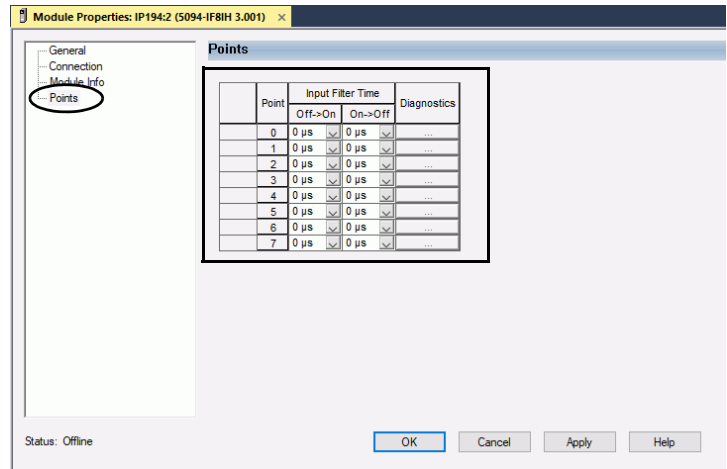 Module Properties: IP194:2 (5094-IF8IH 3.001) ×
General
Connection
Module Info
Points
Points
Point
Input Filter Time
Diagnostics
Off->On
On->Off
0 0 µs 0 µs ...
1 0 µs 0 µs ...
2 0 µs 0 µs ...
3 0 µs 0 µs ...
4 0 µs 0 µs ...
5 0 µs 0 µs ...
6 0 µs 0 µs ...
7 0 µs 0 µs ...
Status: Offline
OK
Cancel
Apply
Help